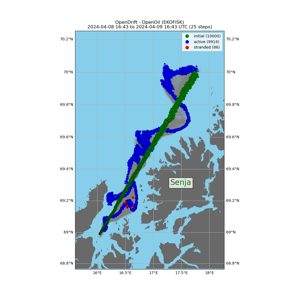 OpenDrift - OpenOil (EKOFISK)
2024-04-08 16:43 to 2024-04-09 16:43 UTC (25 steps)
initial (10000)
active (9914)
stranded (86)
70.2°N
70.2°N
70°N
70°N
69.8°N
69.8°N
69.6°N
69.6°N
69.4°N
69.4°N
Senja
69.2°N
69.2°N
69°N
69°N
68.8°N
68.8°N
16°E
16.5°E
17°E
17.5°E
18°E